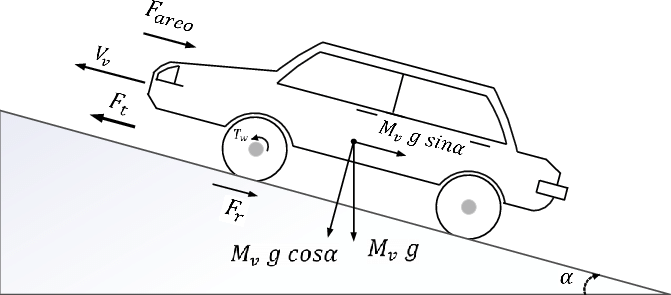 F_arco
V_v
F_t
T_w
M_v g sinα
F_r
M_v g cosα
M_v g
α